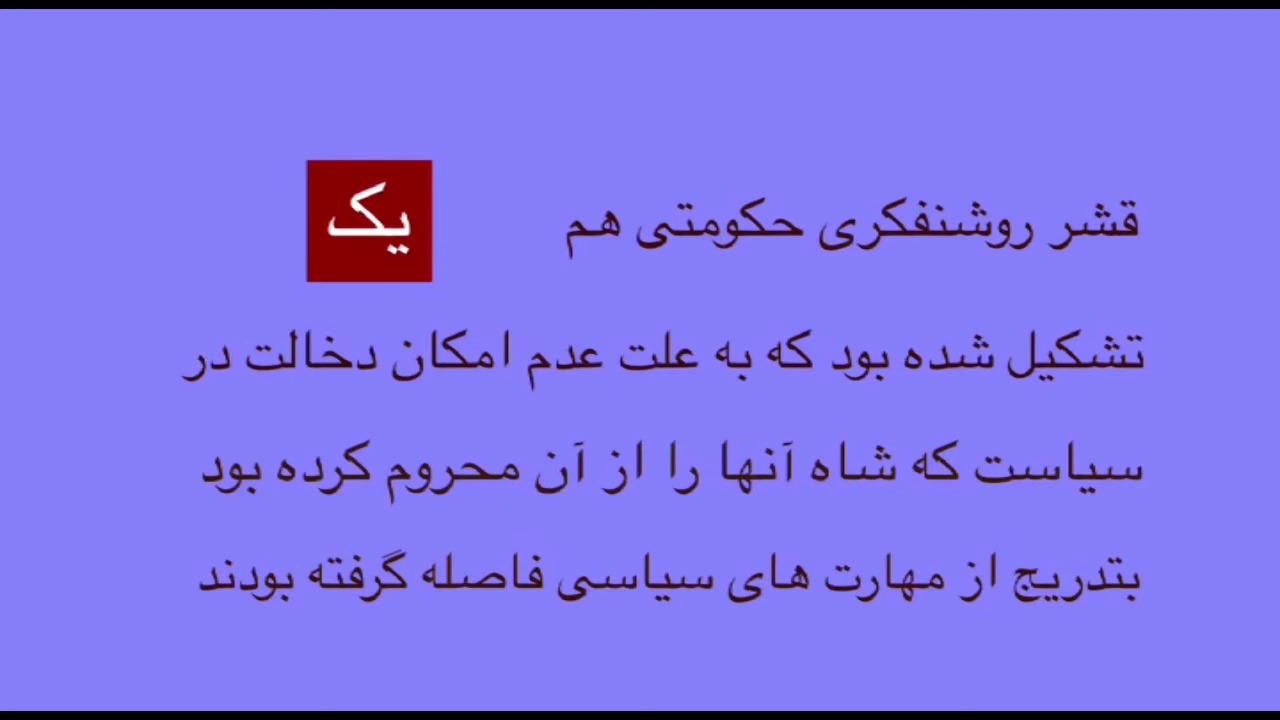 قشر روشنفکری حکومتی هم یک
تشکیل شده بود که به علت عدم امکان دخالت در
سیاست که شاه آنها را از آن محروم کرده بود
بتدریج از مهارت های سیاسی فاصله گرفته بودند